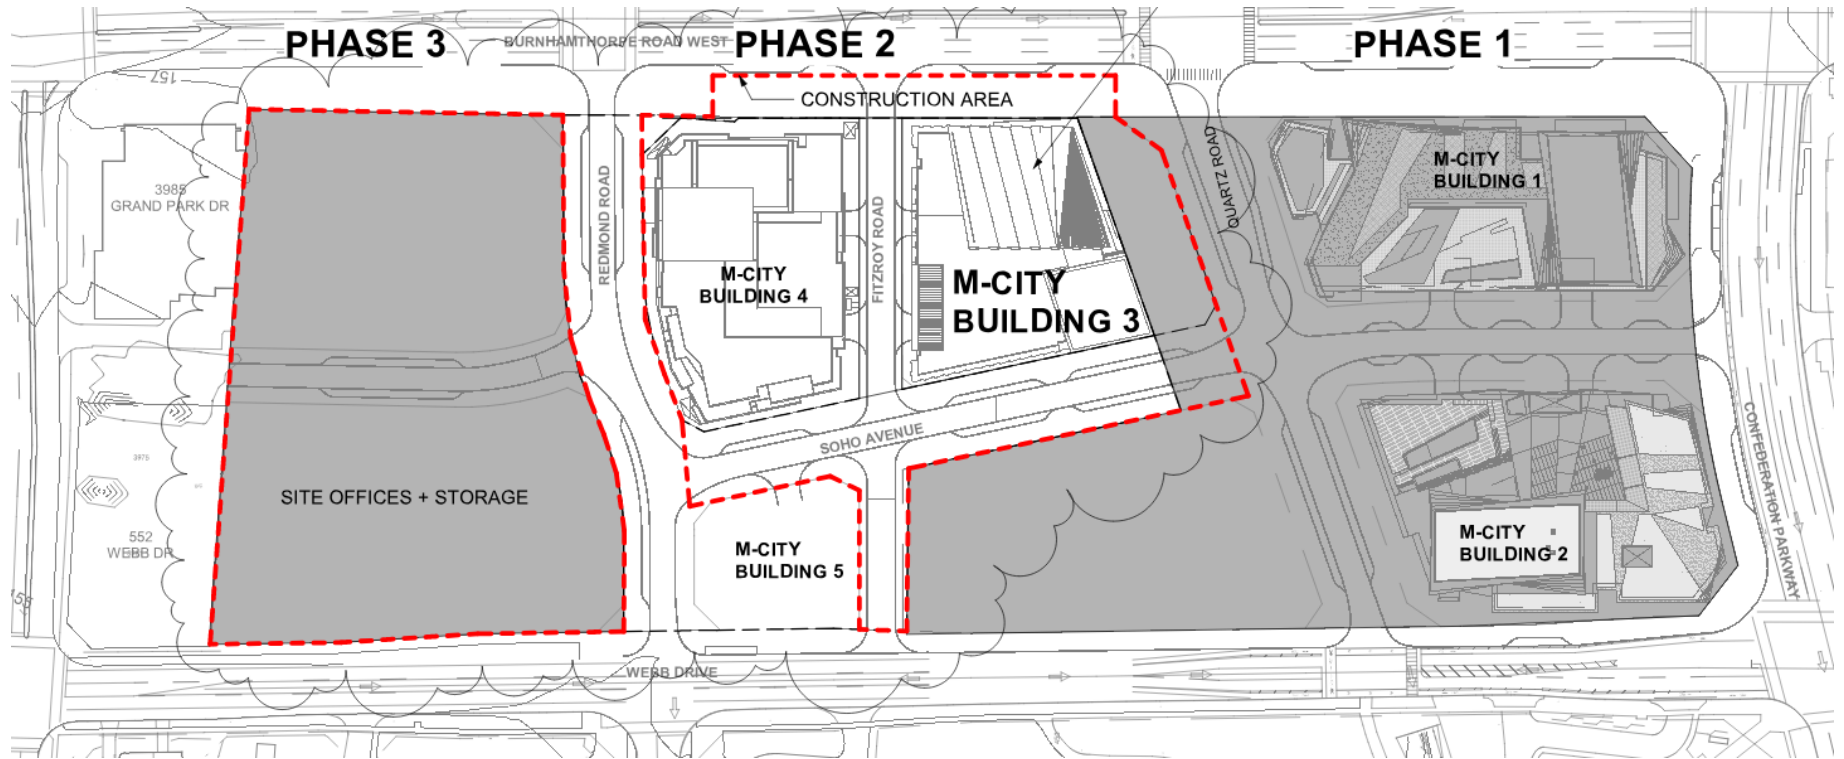 PHASE 3
BURNHAMTHORPE ROAD WEST
PHASE 2
PHASE 1
157
CONSTRUCTION AREA
3985
GRAND PARK DR
REDMOND ROAD
FITZROY ROAD
QUARTZ ROAD
M-CITY
BUILDING 1
M-CITY
BUILDING 4
M-CITY
BUILDING 3
SOHO AVENUE
CONFEDERATION PARKWAY
3975
SITE OFFICES + STORAGE
552
WEBB DR
M-CITY
BUILDING 5
M-CITY
BUILDING 2
155
WEBB DRIVE